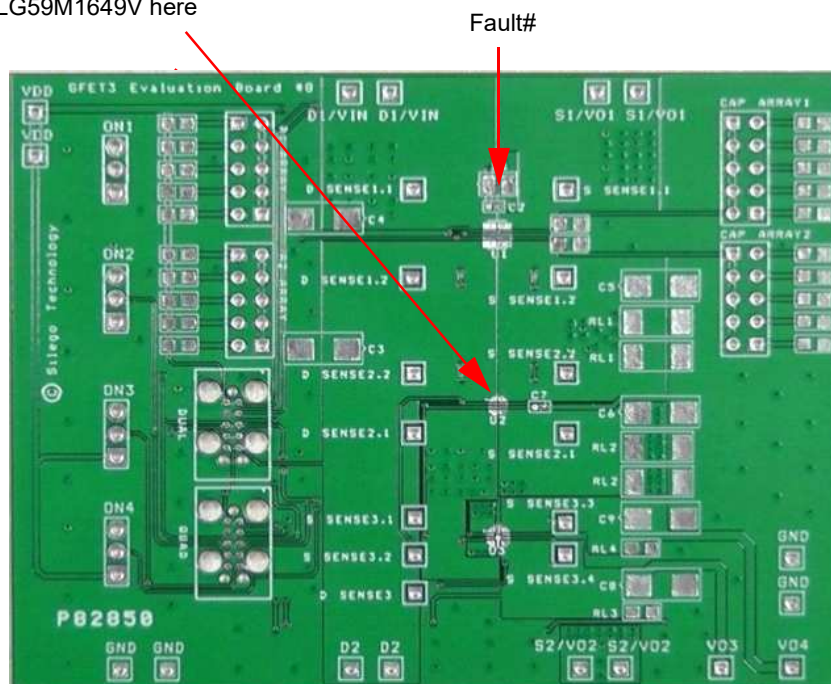 LG59M1649V here
Fault#
VDD GFET3 Evaluation Board #0
D1/VIN D1/VIN
S1/VO1 S1/VO1
CAP ARRAY1
VDD
ON1
D SENSE1.1
S SENSE1.1
C2
C4
U1
CAP ARRAY2
ON2
R4 ARRAY
D SENSE1.2
S SENSE1.2
C5
RL1
© Silego Technology
C3
S SENSE2.2
RL1
D SENSE2.2
ON3
DUAL
C7
U2
C6
D SENSE2.1
S SENSE2.1
RL2
RL2
ON4
QUAD
S SENSE3.1
S SENSE3.3
C9
GND
U3
RL4
S SENSE3.2
S SENSE3.4
GND
D SENSE3
C8
RL3
P82850
GND GND
D2 D2
S2/VO2 S2/VO2
VO3
VO4